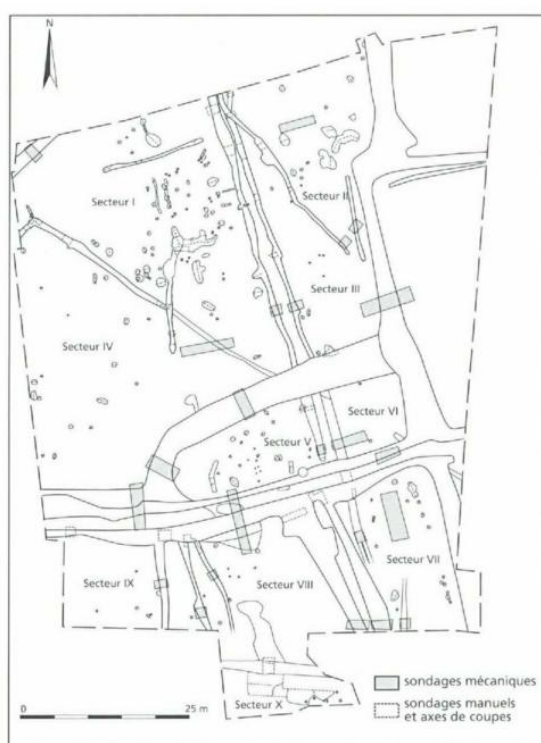 N
Secteur I
Secteur II
Secteur III
Secteur IV
Secteur VI
Secteur V
Secteur VII
Secteur IX
Secteur VIII
Secteur X
sondages mécaniques
sondages manuels
et axes de coupes
0
25 m